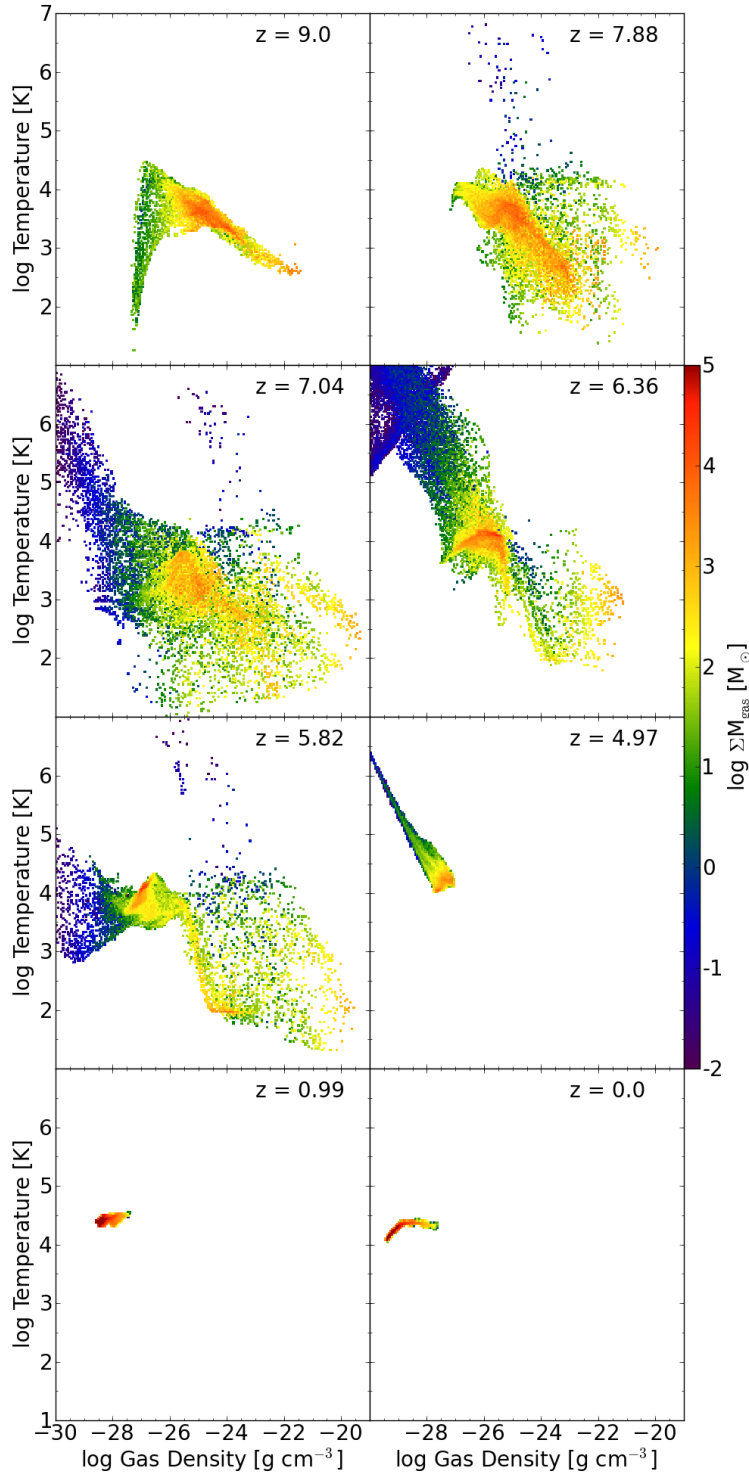 7
z = 9.0
z = 7.88
6
5
4
3
2
log Temperature [K]
z = 7.04
z = 6.36
6
5
4
3
2
log Temperature [K]
5
4
3
2
1
0
-1
-2
log ΣM_gas [M_⊙]
z = 5.82
z = 4.97
6
5
4
3
2
log Temperature [K]
z = 0.99
z = 0.0
6
5
4
3
2
1
log Temperature [K]
−30 −28 −26 −24 −22 −20
−28 −26 −24 −22 −20
log Gas Density [g cm⁻³]
log Gas Density [g cm⁻³]